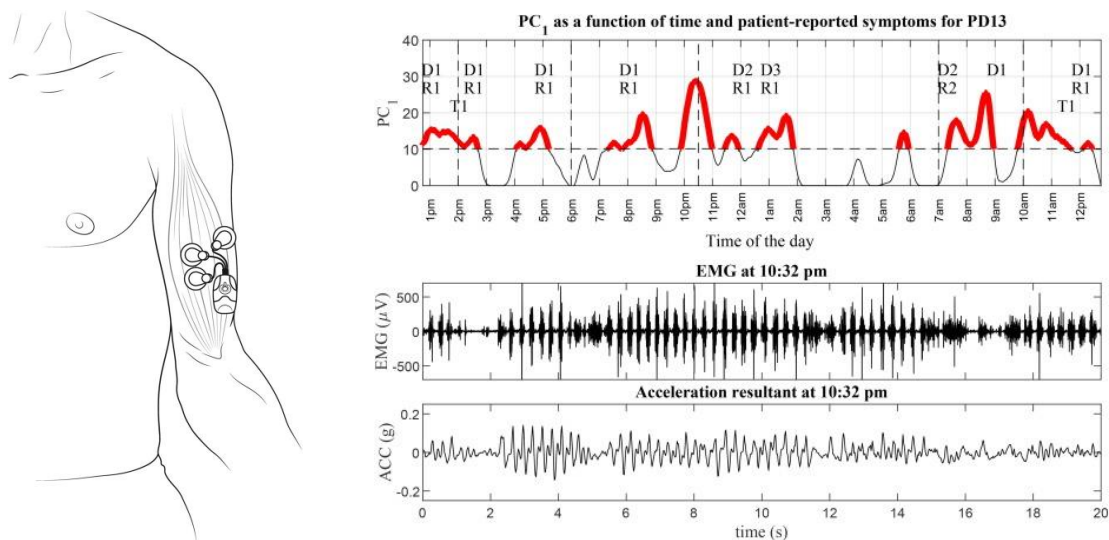 PC1 as a function of time and patient-reported symptoms for PD13
40
30
20
10
0
PC1
D1 D1 D1 D1 D2 D3 D2 D1 D1
R1 R1 R1 R1 R1 R1 R2 R1
T1 T1
1pm 2pm 3pm 4pm 5pm 6pm 7pm 8pm 9pm 10pm 11pm 12am 1am 2am 3am 4am 5am 6am 7am 8am 9am 10am 11am 12pm
Time of the day
EMG at 10:32 pm
500
0
-500
EMG (μV)
Acceleration resultant at 10:32 pm
0.2
0
-0.2
ACC (g)
0 2 4 6 8 10 12 14 16 18 20
time (s)